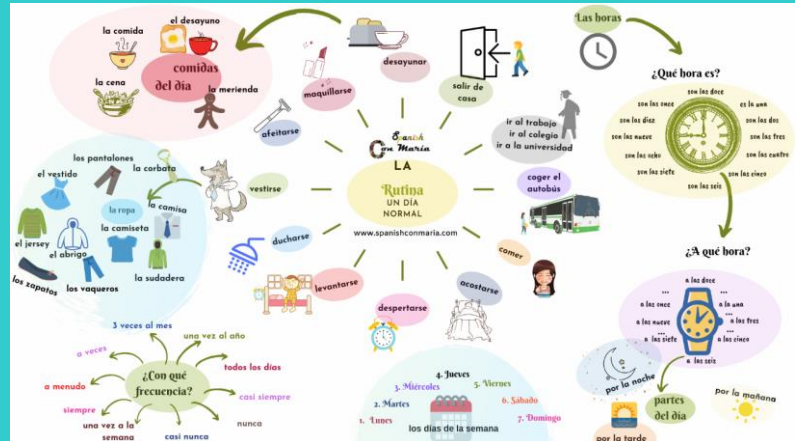 la comida
el desayuno
comidas
del día
la cena
la merienda
desayunar
maquillarse
afeitarse
salir de
casa
Las horas
¿Qué hora es?
son las doce
son las once
es la una
son las diez
son las dos
son las nueve
son las tres
son las ocho
son las cuatro
son las siete
son las cinco
son las seis
Spanish
Con María
LA
Rutina
UN DÍA
NORMAL
www.spanishconmaria.com
ir al trabajo
ir al colegio
ir a la universidad
coger el
autobús
los pantalones
la corbata
el vestido
la ropa
la camisa
vestirse
la camiseta
el jersey
el abrigo
los zapatos
los vaqueros
la sudadera
ducharse
levantarse
despertarse
acostarse
comer
¿A qué hora?
a las doce
...
...
a las once
a la una
...
...
a las nueve
a las tres
...
...
a las siete
a las cinco
a las seis
3 veces al mes
una vez al año
a veces
todos los días
¿Con qué
frecuencia?
a menudo
casi siempre
siempre
nunca
una vez a la
semana
casi nunca
4. Jueves
3. Miércoles
5. Viernes
2. Martes
6. Sábado
1. Lunes
7. Domingo
los días de la semana
por la noche
partes
del día
por la mañana
por la tarde